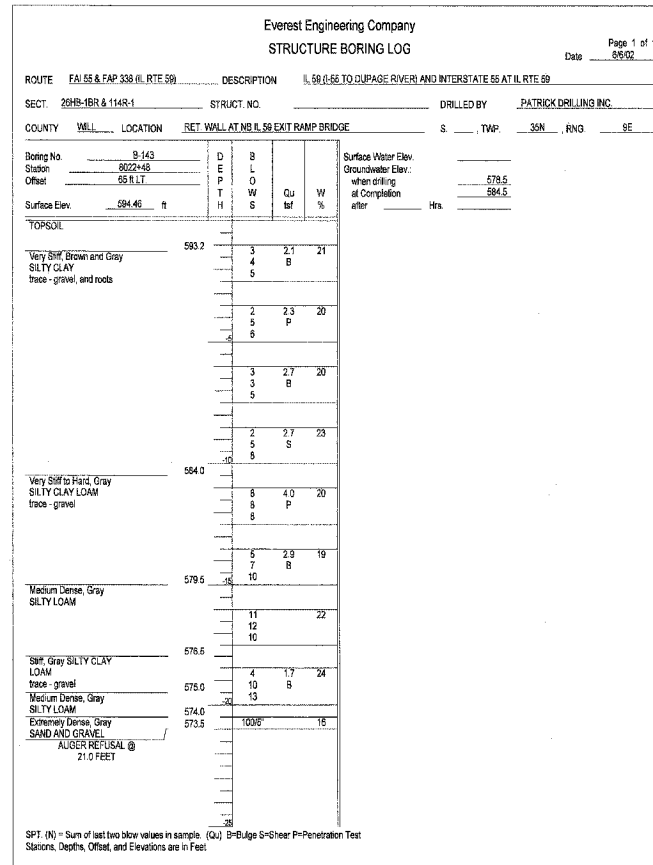 Everest Engineering Company
STRUCTURE BORING LOG
Page 1 of 1
Date 8/6/02
ROUTE FAI 55 & FAP 338 (IL RTE 59) DESCRIPTION IL 59 (I-55 TO DUPAGE RIVER) AND INTERSTATE 55 AT IL RTE 59
SECT. 26HB-1BR & 114R-1 STRUCT. NO. DRILLED BY PATRICK DRILLING INC.
COUNTY WILL LOCATION RET. WALL AT NB IL 59 EXIT RAMP BRIDGE S. , TWP. 35N , RNG. 9E
Boring No. B-143
Station 8022+48
Offset 65 ft LT.
Surface Elev. 594.46 ft
DEPTH
BLOWS
Qu tsf
W %
Surface Water Elev.
Groundwater Elev.:
when drilling 578.5
at Completion 584.5
after Hrs.
TOPSOIL
593.2
Very Stiff, Brown and Gray
SILTY CLAY
trace - gravel, and roots
3 2.1 21
4 B
5
2 2.3 20
5 P
-5 6
3 2.7 20
3 B
5
2 2.7 23
5 S
-10 8
584.0
Very Stiff to Hard, Gray
SILTY CLAY LOAM
trace - gravel
8 4.0 20
8 P
8
5 2.9 19
7 B
579.5 -15 10
Medium Dense, Gray
SILTY LOAM
11 22
12
10
576.5
Stiff, Gray SILTY CLAY
LOAM
trace - gravel
4 1.7 24
575.0 10 B
Medium Dense, Gray
-20 13
SILTY LOAM
574.0
Extremely Dense, Gray
573.5 100/6" 16
SAND AND GRAVEL
AUGER REFUSAL @
21.0 FEET
-25
SPT. (N) = Sum of last two blow values in sample. (Qu) B=Bulge S=Shear P=Penetration Test
Stations, Depths, Offset, and Elevations are in Feet